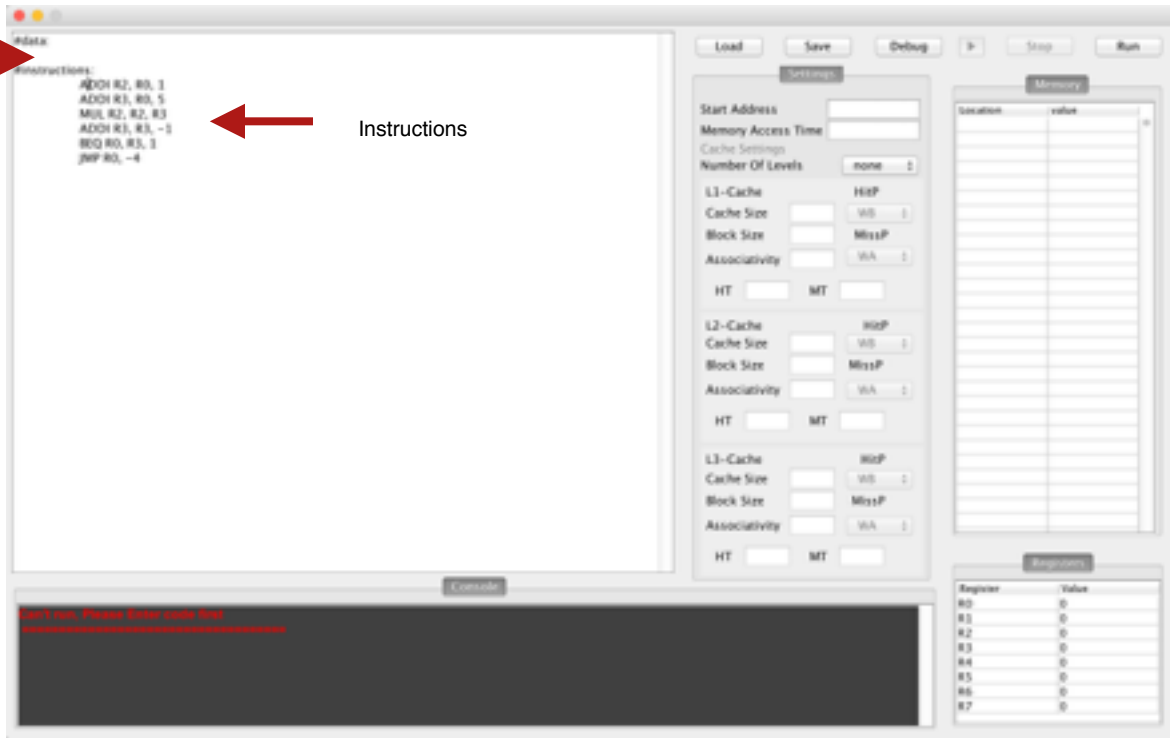 #data:
#instructions:
ADDI R2, R0, 1
ADDI R3, R0, 5
MUL R2, R2, R3
ADDI R3, R3, -1
BEQ R0, R3, 1
JMP R0, -4
Instructions
Load Save Debug Stop Run
Settings
Start Address
Memory Access Time
Cache Settings
Number Of Levels none
L1-Cache HitP
Cache Size WB
Block Size MissP
Associativity WA
HT MT
L2-Cache HitP
Cache Size WB
Block Size MissP
Associativity WA
HT MT
L3-Cache HitP
Cache Size WB
Block Size MissP
Associativity WA
HT MT
Memory
Location value
Registers
Register Value
R0 0
R1 0
R2 0
R3 0
R4 0
R5 0
R6 0
R7 0
Console
Can't run, Please Enter code first